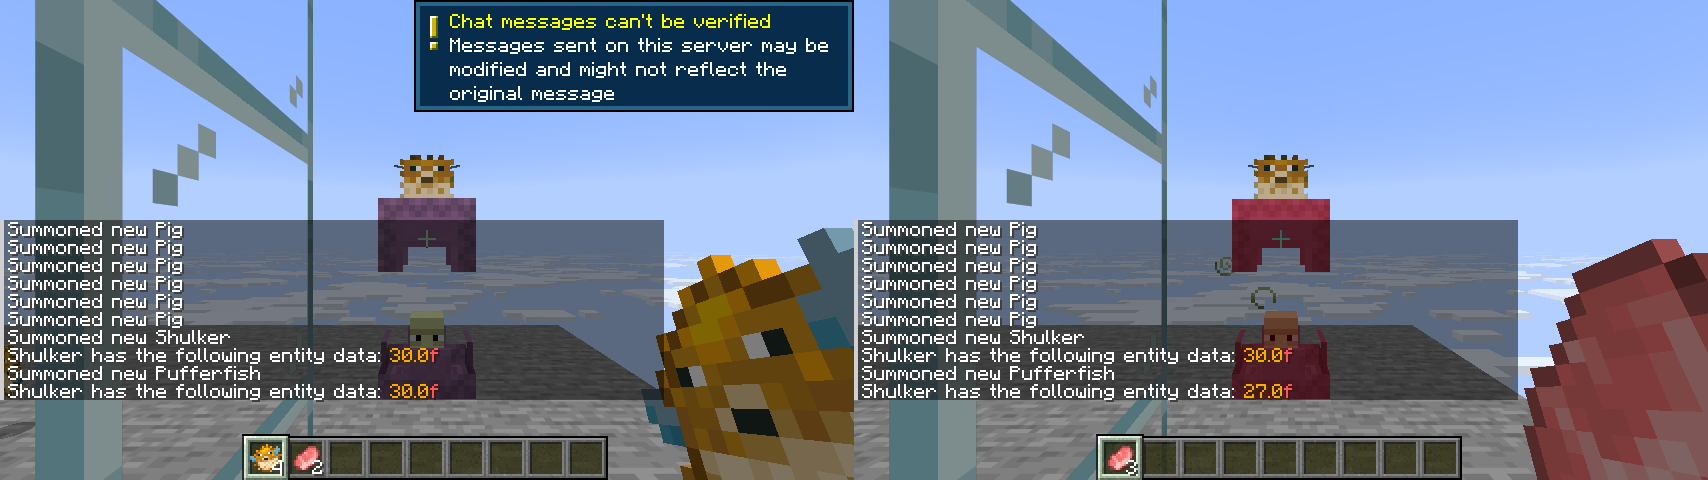 Chat messages can't be verified
Messages sent on this server may be
modified and might not reflect the
original message
Summoned new Pig
Summoned new Pig
Summoned new Pig
Summoned new Pig
Summoned new Pig
Summoned new Pig
Summoned new Shulker
Shulker has the following entity data: 30.0f
Summoned new Pufferfish
Shulker has the following entity data: 30.0f
4
2
Summoned new Pig
Summoned new Pig
Summoned new Pig
Summoned new Pig
Summoned new Pig
Summoned new Pig
Summoned new Shulker
Shulker has the following entity data: 30.0f
Summoned new Pufferfish
Shulker has the following entity data: 27.0f
3